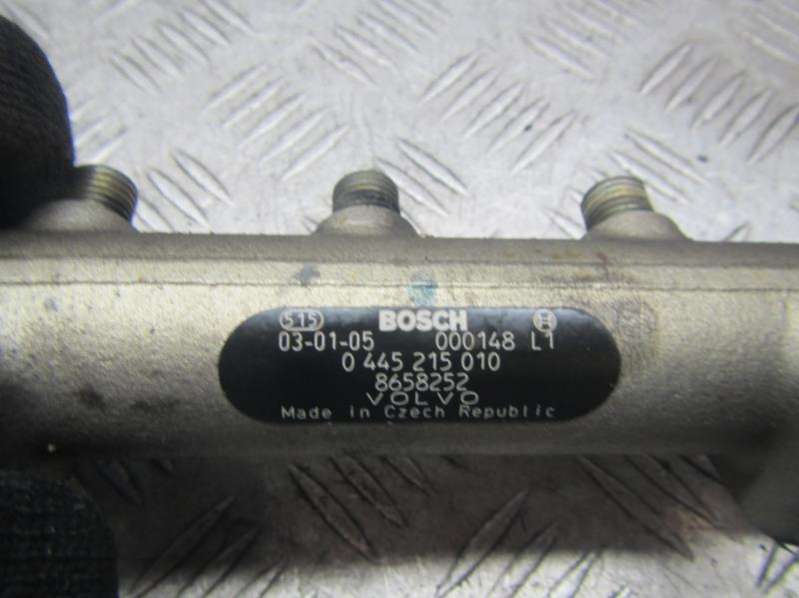 515 BOSCH H
03-01-05 000148 L1
0 445 215 010
8658252
VOLVO
Made in Czech Republic